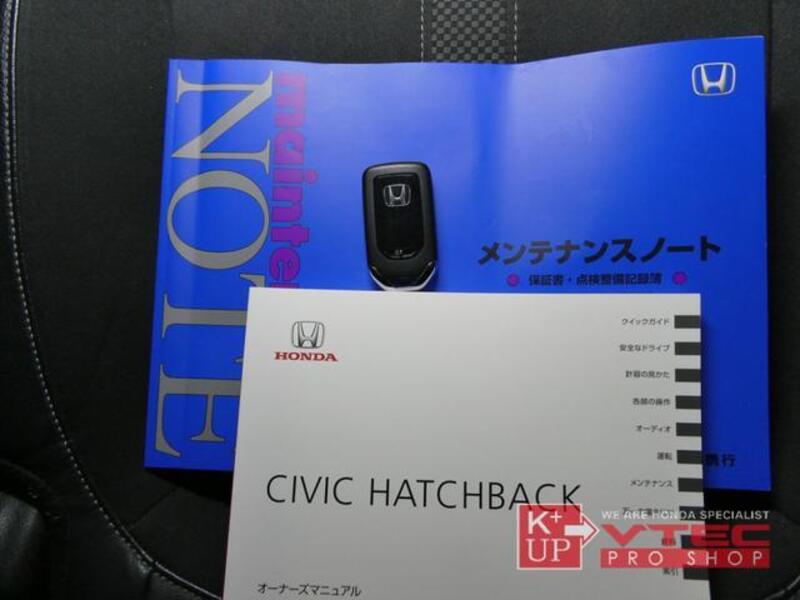 mainte
NOTE
メンテナンスノート
保証書・点検整備記録簿
携行
HONDA
クイックガイド
安全なドライブ
計器の見かた
各部の操作
オーディオ
運転
メンテナンス
索引
CIVIC HATCHBACK
オーナーズマニュアル
K+
UP
WE ARE HONDA SPECIALIST
VTEC
PRO SHOP